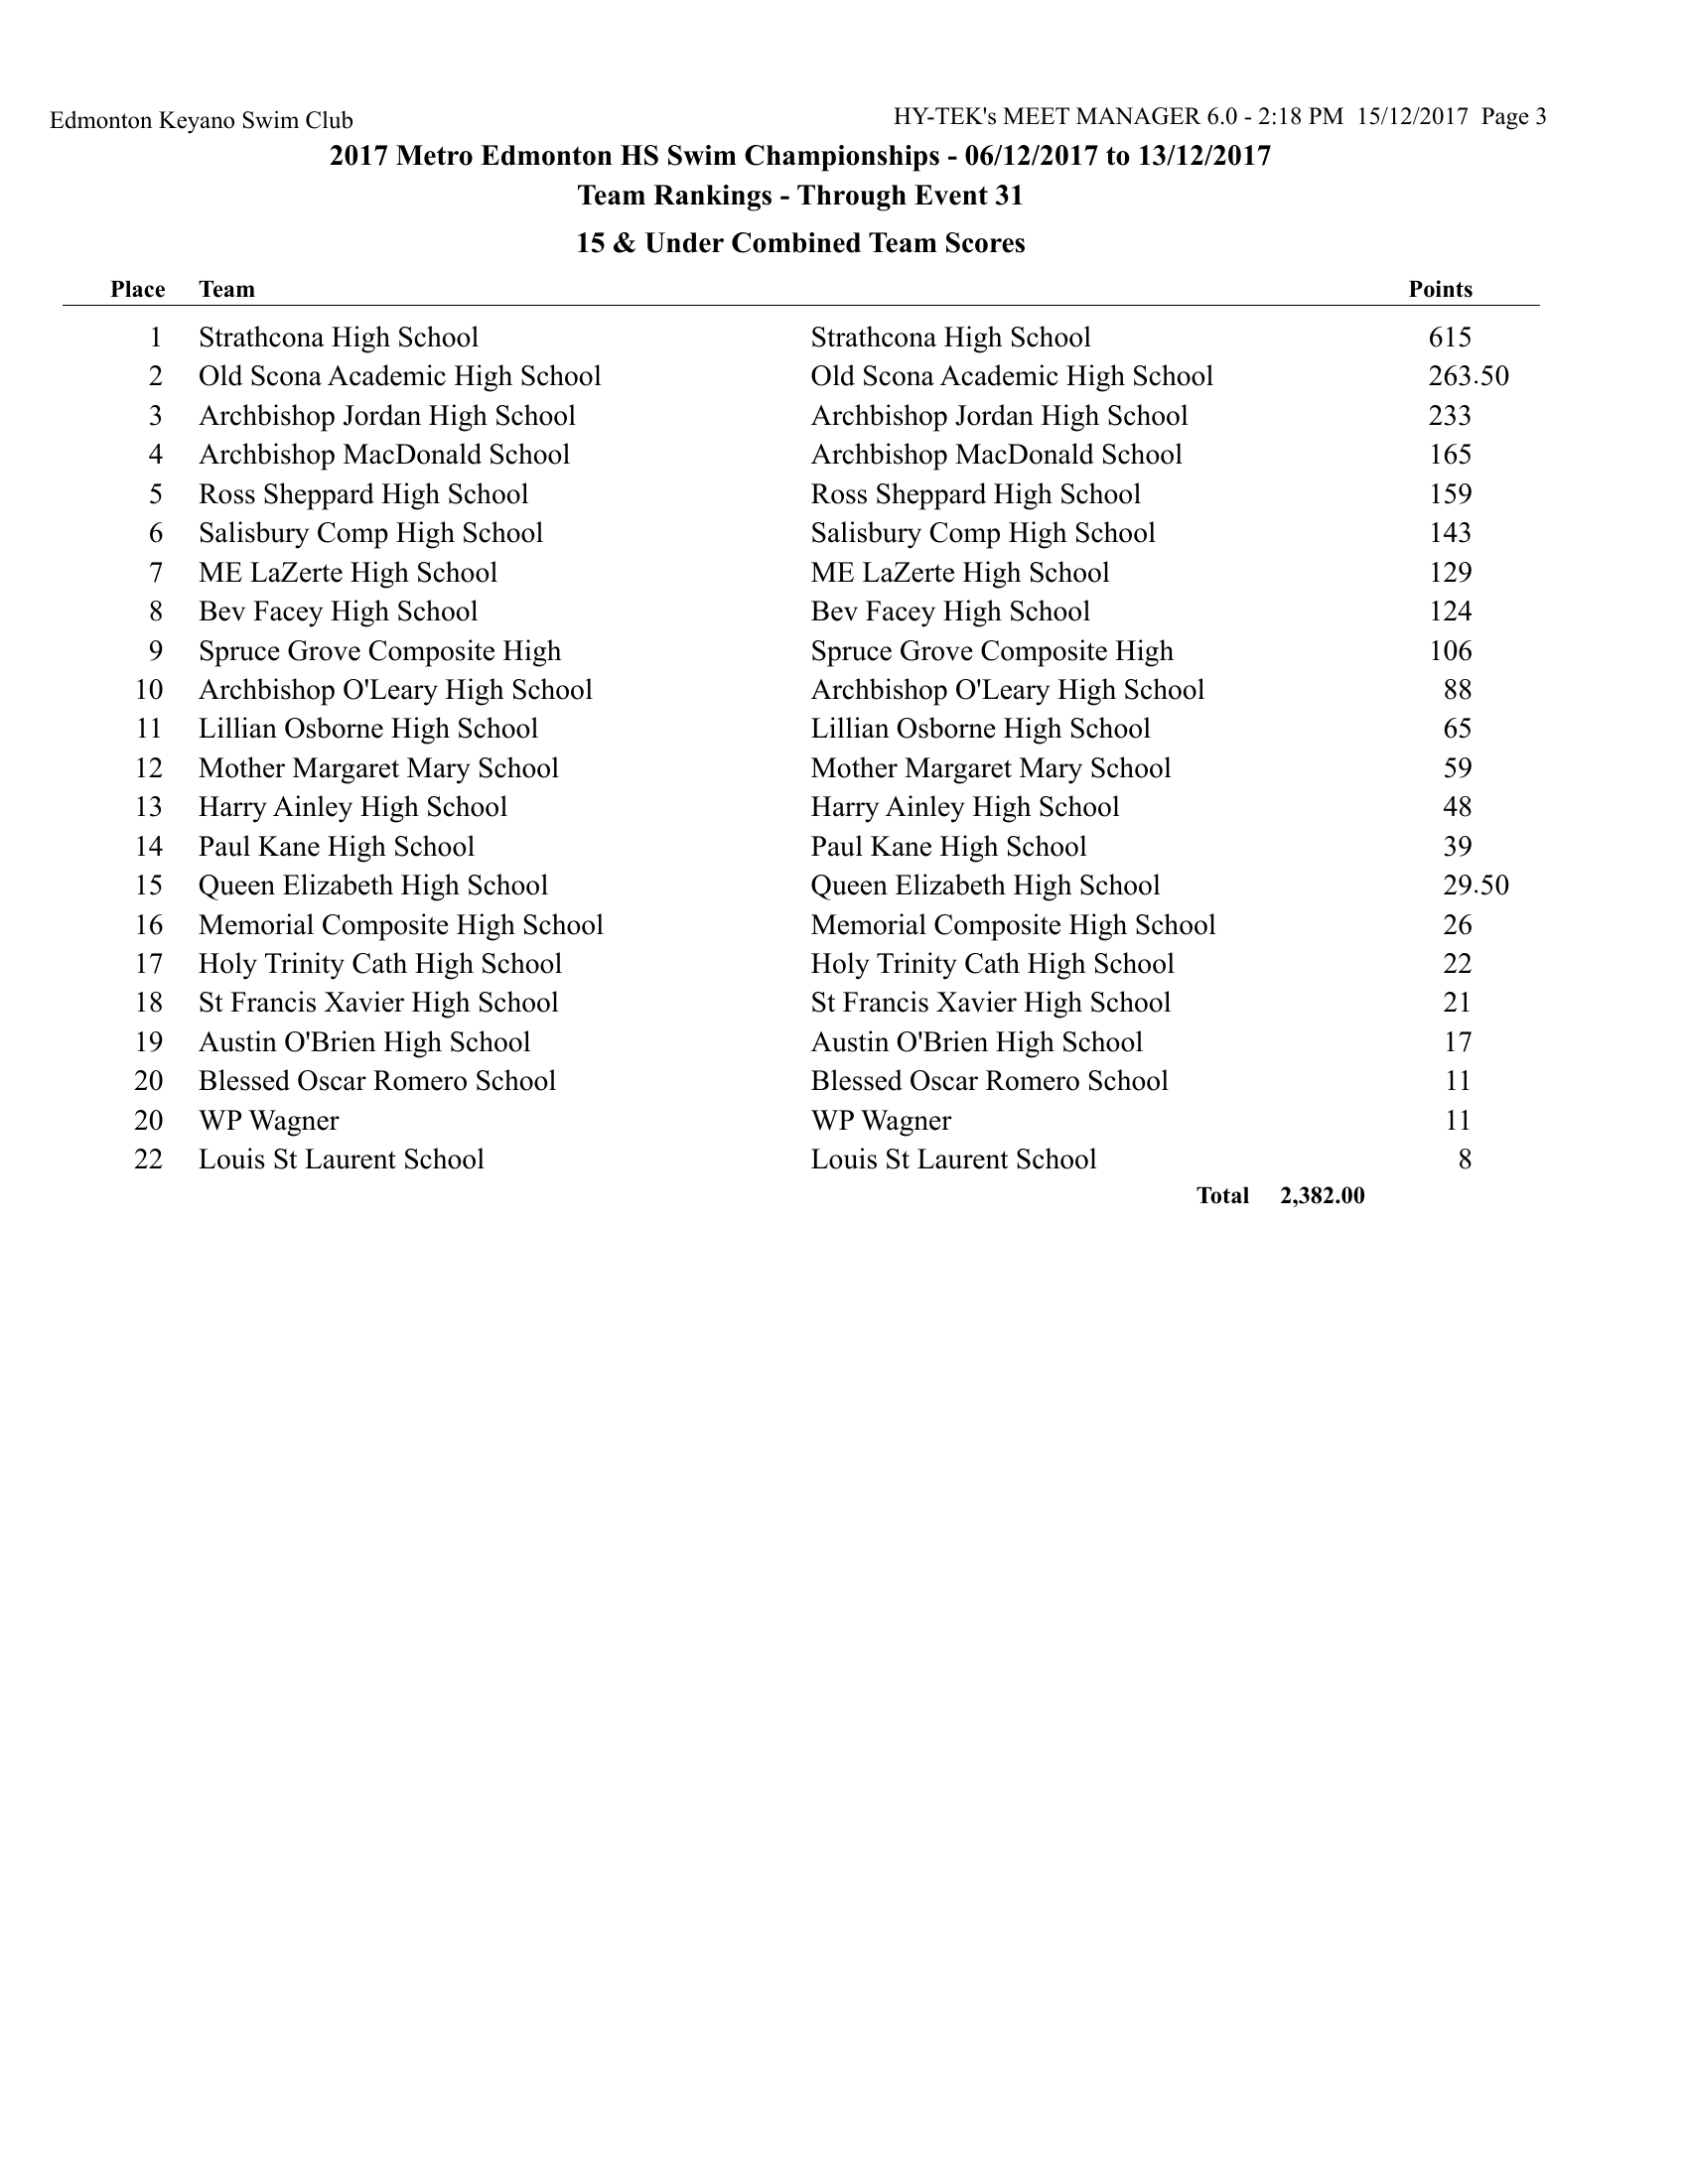 Edmonton Keyano Swim Club HY-TEK's MEET MANAGER 6.0 - 2:18 PM 15/12/2017 Page 3
2017 Metro Edmonton HS Swim Championships - 06/12/2017 to 13/12/2017
Team Rankings - Through Event 31
15 & Under Combined Team Scores
Place Team Points
1 Strathcona High School Strathcona High School 615
2 Old Scona Academic High School Old Scona Academic High School 263.50
3 Archbishop Jordan High School Archbishop Jordan High School 233
4 Archbishop MacDonald School Archbishop MacDonald School 165
5 Ross Sheppard High School Ross Sheppard High School 159
6 Salisbury Comp High School Salisbury Comp High School 143
7 ME LaZerte High School ME LaZerte High School 129
8 Bev Facey High School Bev Facey High School 124
9 Spruce Grove Composite High Spruce Grove Composite High 106
10 Archbishop O'Leary High School Archbishop O'Leary High School 88
11 Lillian Osborne High School Lillian Osborne High School 65
12 Mother Margaret Mary School Mother Margaret Mary School 59
13 Harry Ainley High School Harry Ainley High School 48
14 Paul Kane High School Paul Kane High School 39
15 Queen Elizabeth High School Queen Elizabeth High School 29.50
16 Memorial Composite High School Memorial Composite High School 26
17 Holy Trinity Cath High School Holy Trinity Cath High School 22
18 St Francis Xavier High School St Francis Xavier High School 21
19 Austin O'Brien High School Austin O'Brien High School 17
20 Blessed Oscar Romero School Blessed Oscar Romero School 11
20 WP Wagner WP Wagner 11
22 Louis St Laurent School Louis St Laurent School 8
Total 2,382.00